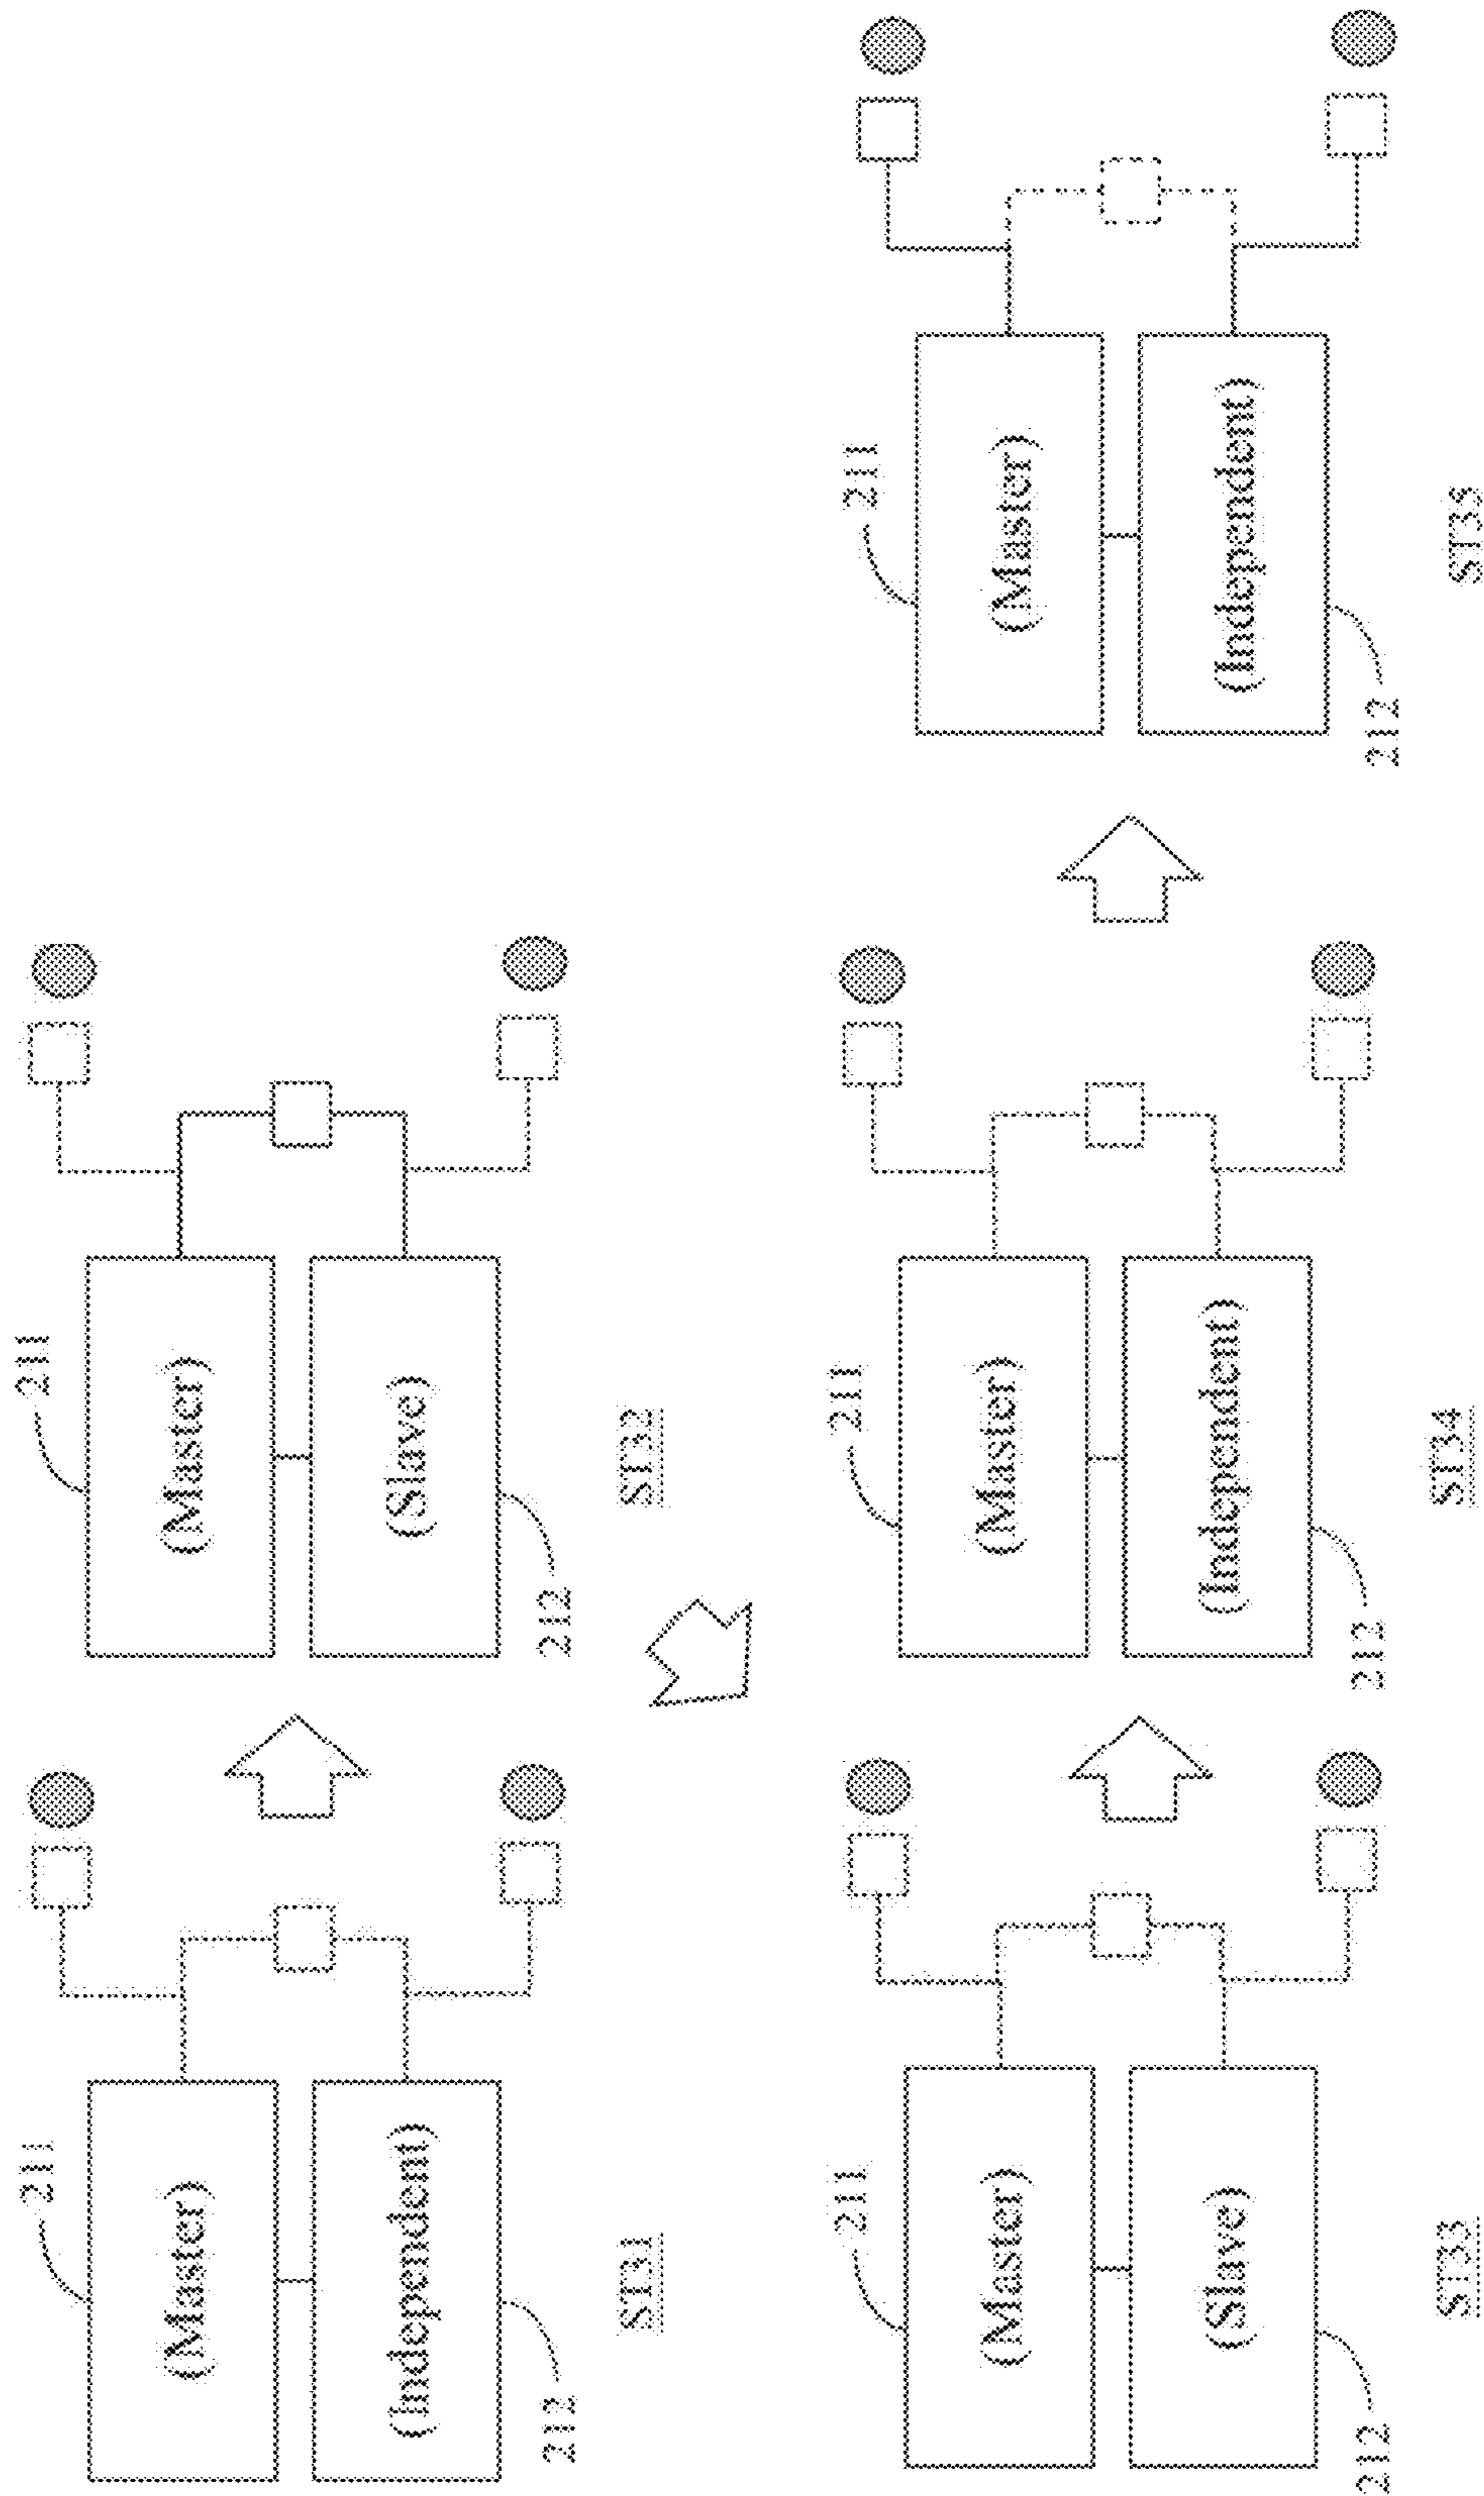 211
(Master)
(Independent)
212
ST31
211
(Master)
(Slave)
212
ST32
211
(Master)
(Slave)
212
ST33
211
(Master)
(Independent)
212
ST34
211
(Master)
(Independent)
212
ST35